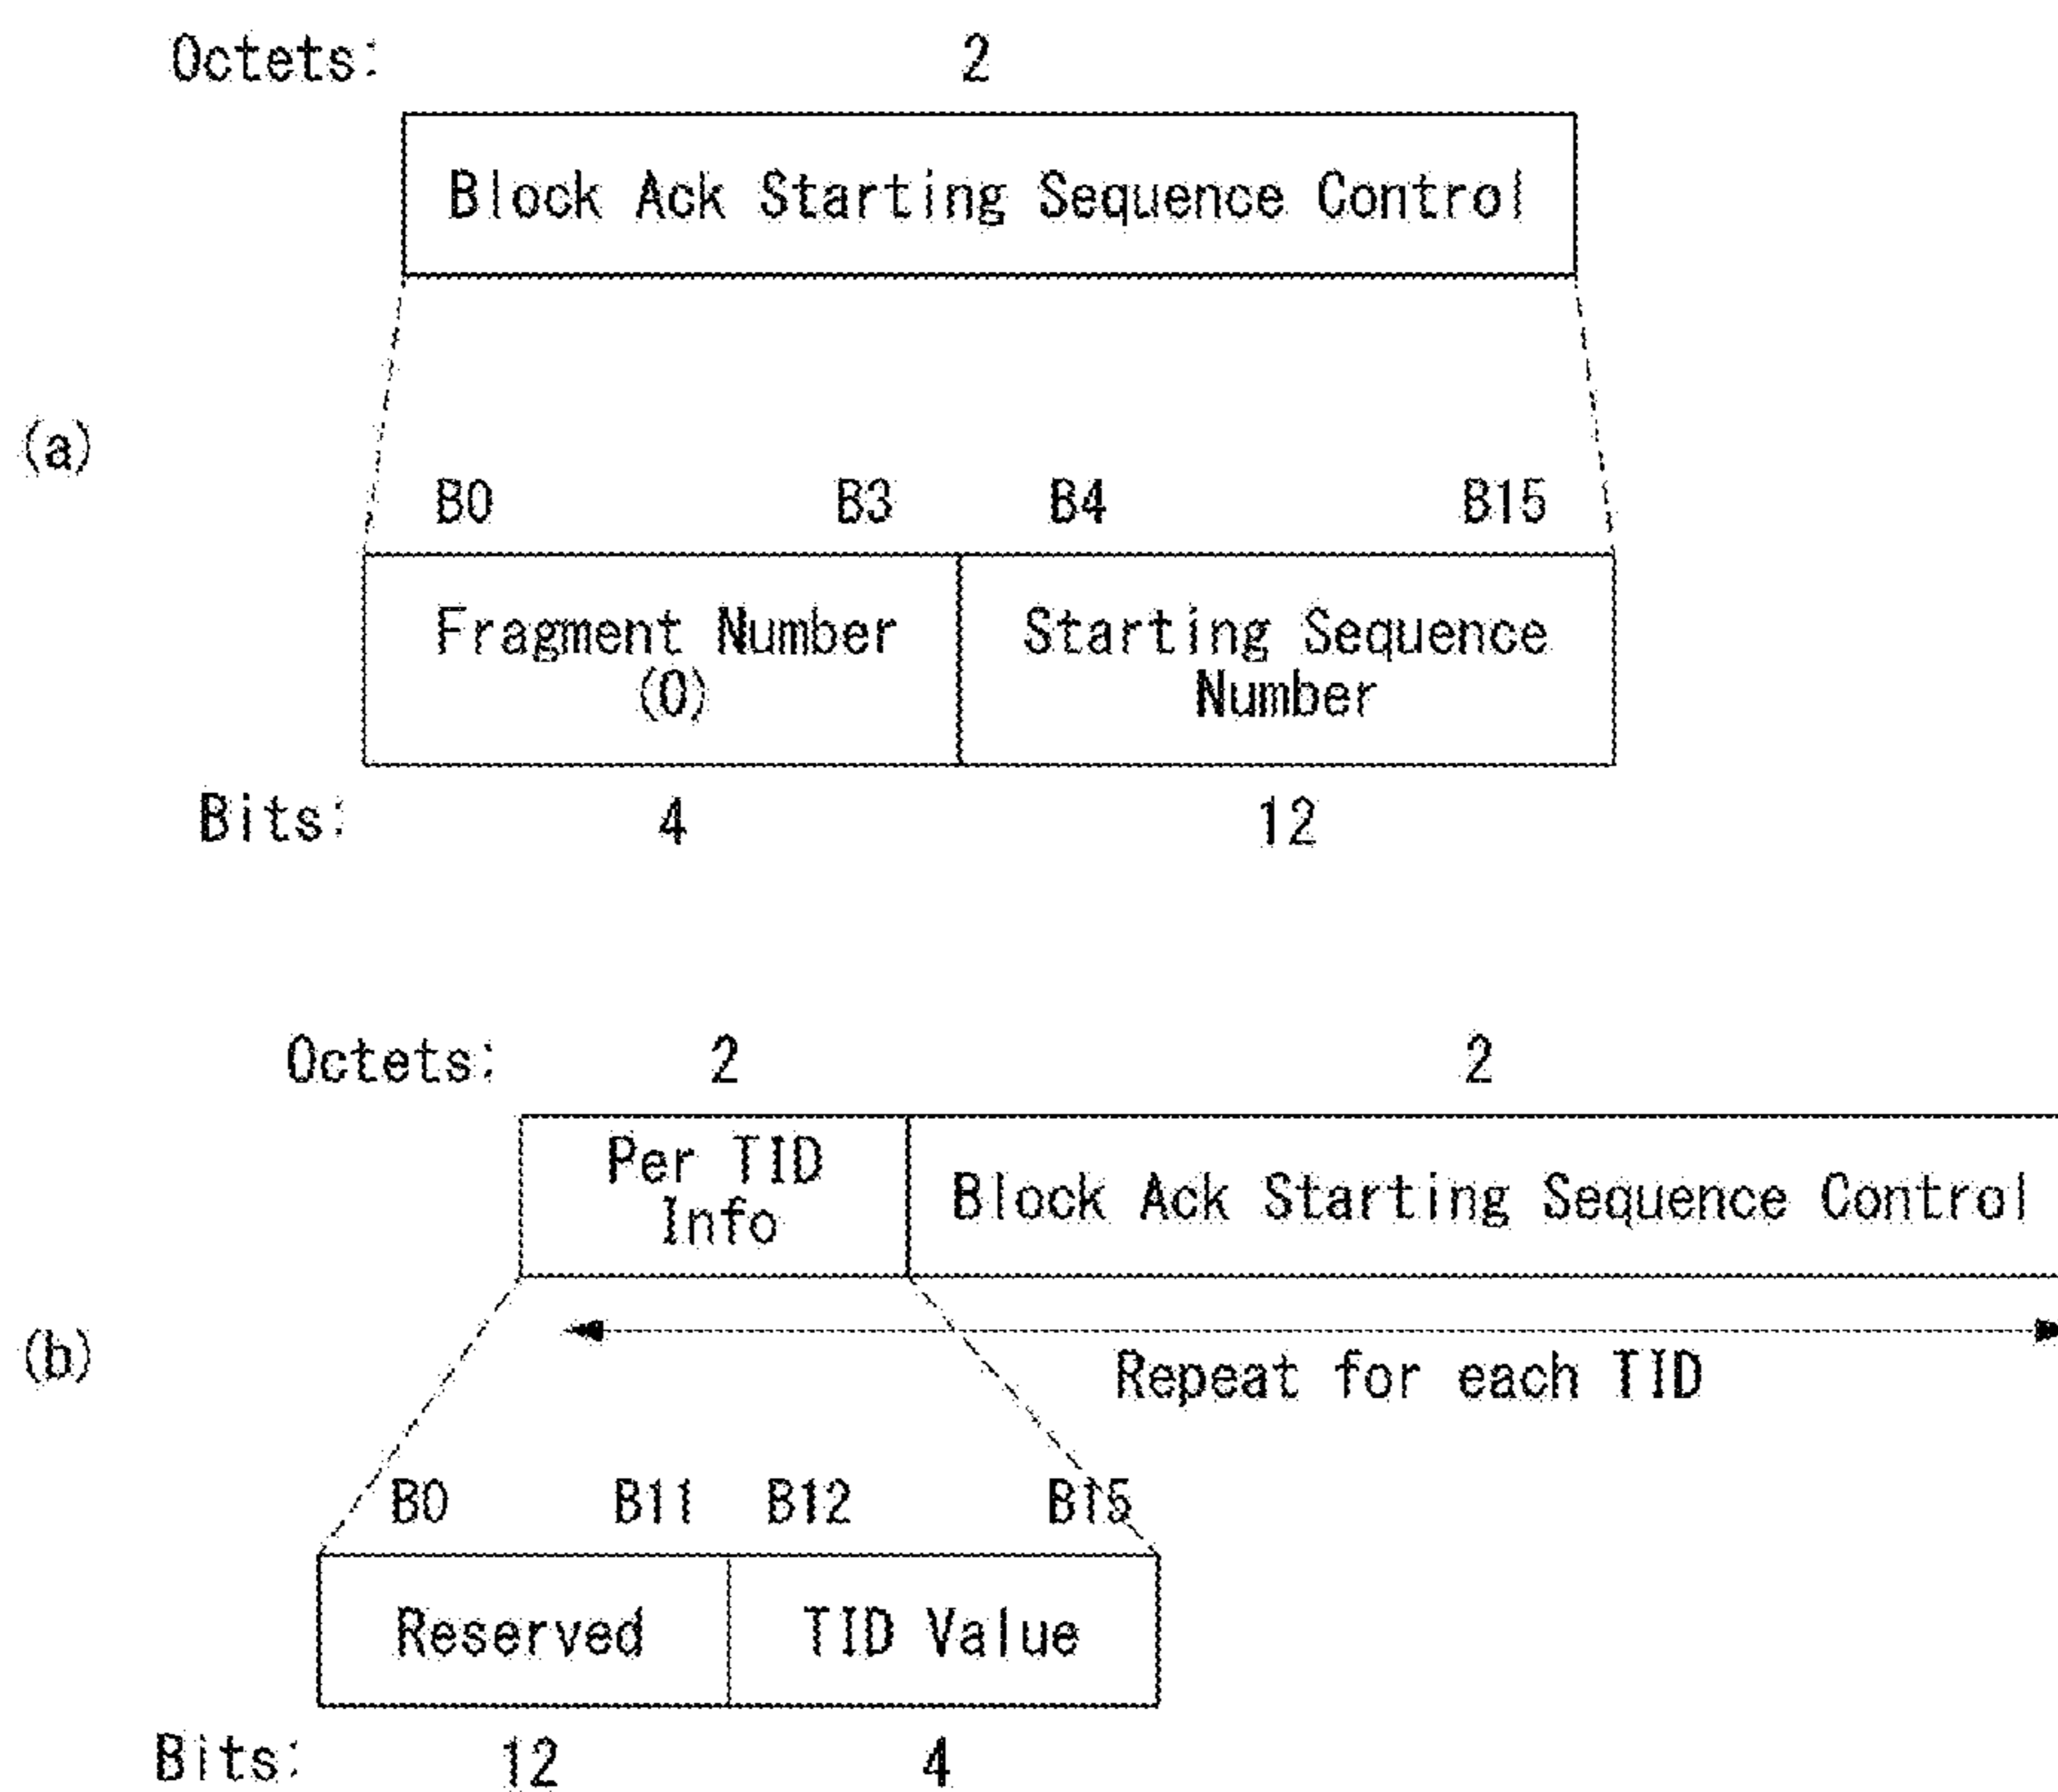 Octets: 2
Block Ack Starting Sequence Control
(a)
B0 B3 B4 B15
Fragment Number
(0)
Starting Sequence
Number
Bits: 4 12
Octets: 2 2
Per TID
Info
Block Ack Starting Sequence Control
(b)
Repeat for each TID
B0 B11 B12 B15
Reserved TID Value
Bits: 12 4